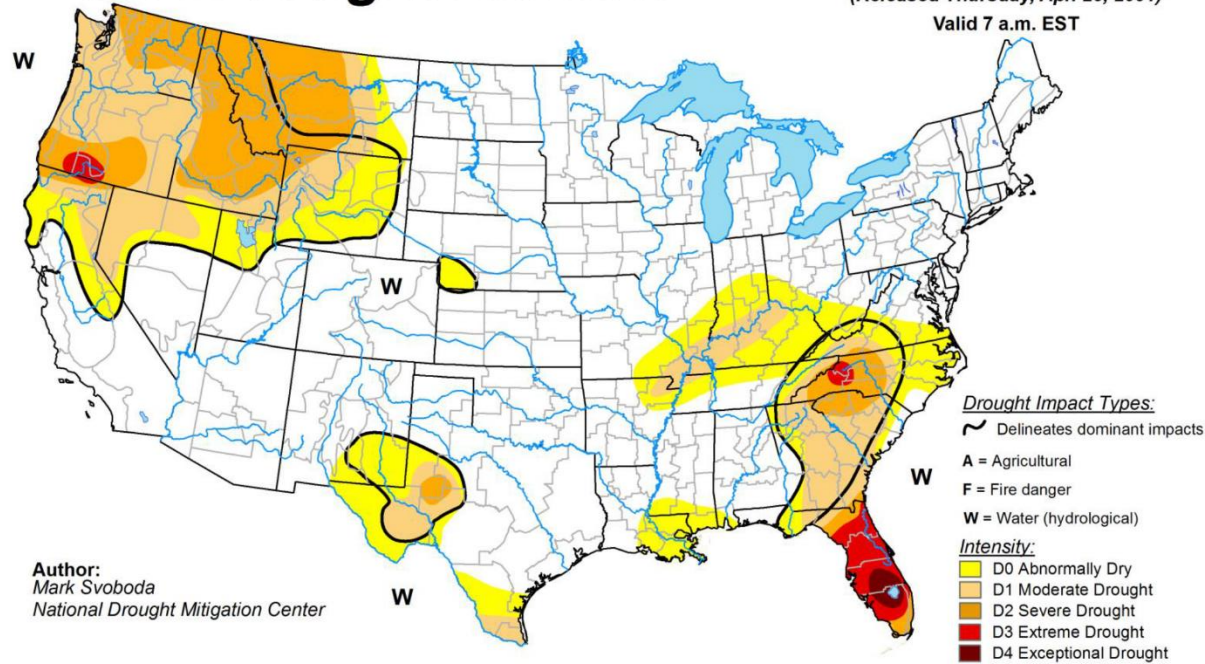 Valid 7 a.m. EST
W
W
W
W
Drought Impact Types:
Delineates dominant impacts
A = Agricultural
F = Fire danger
W = Water (hydrological)
Intensity:
D0 Abnormally Dry
D1 Moderate Drought
D2 Severe Drought
D3 Extreme Drought
D4 Exceptional Drought
Author:
Mark Svoboda
National Drought Mitigation Center